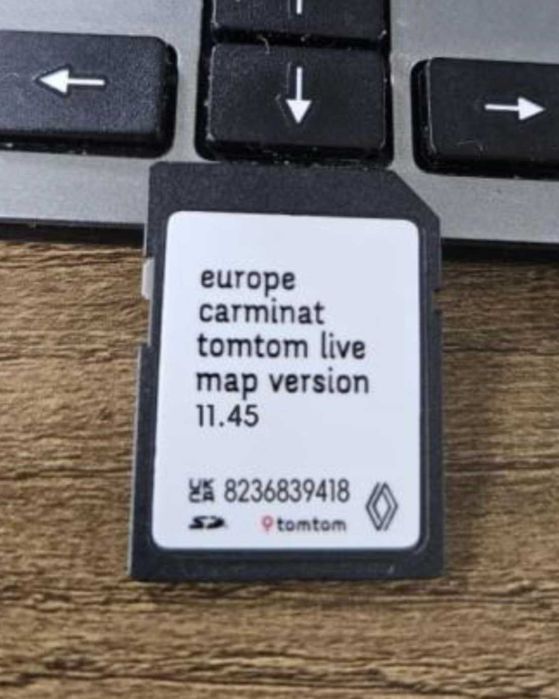 europe
carminat
tomtom live
map version
11.45
UK
CA 8236839418
SD tomtom